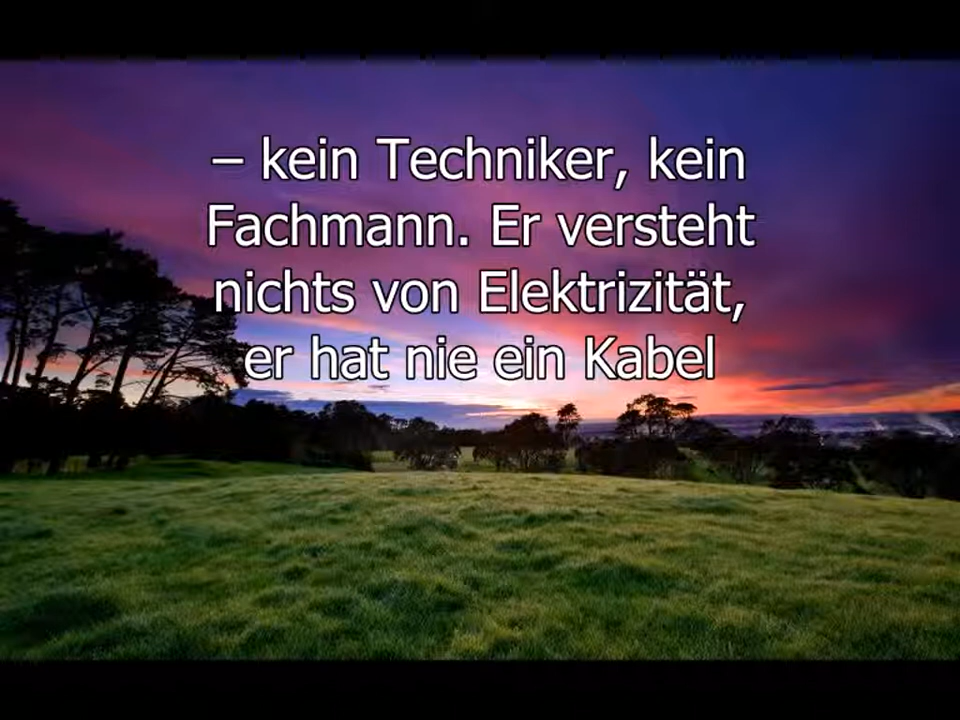 – kein Techniker, kein
Fachmann. Er versteht
nichts von Elektrizität,
er hat nie ein Kabel